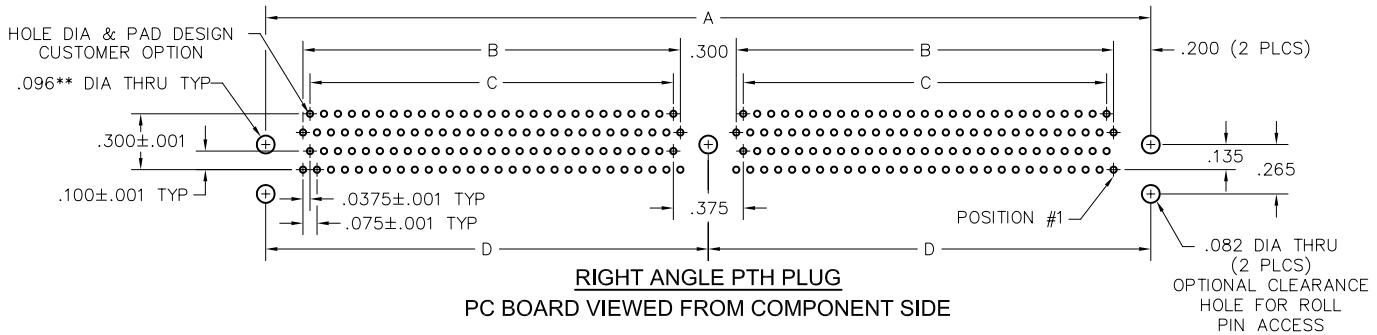 A
HOLE DIA & PAD DESIGN
CUSTOMER OPTION
B
.300
B
.200 (2 PLCS)
.096** DIA THRU TYP
C
C
.300±.001
.135
.265
.100±.001 TYP
.0375±.001 TYP
.375
.075±.001 TYP
POSITION #1
D
D
.082 DIA THRU
(2 PLCS)
OPTIONAL CLEARANCE
HOLE FOR ROLL
PIN ACCESS
RIGHT ANGLE PTH PLUG
PC BOARD VIEWED FROM COMPONENT SIDE